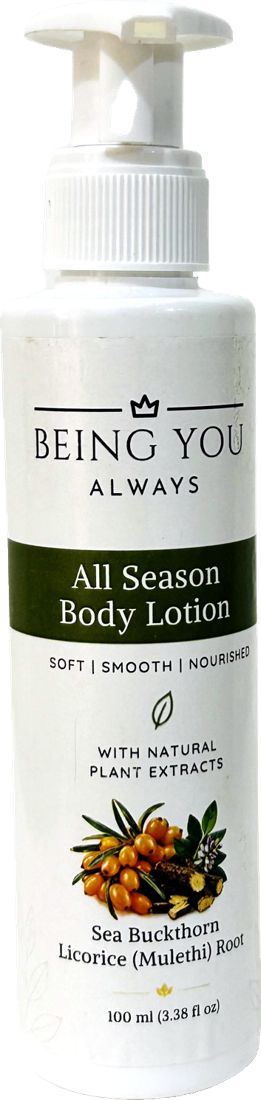 BEING YOU
ALWAYS
All Season
Body Lotion
SOFT | SMOOTH | NOURISHED
WITH NATURAL
PLANT EXTRACTS
Sea Buckthorn
Licorice (Mulethi) Root
100 ml (3.38 fl oz)